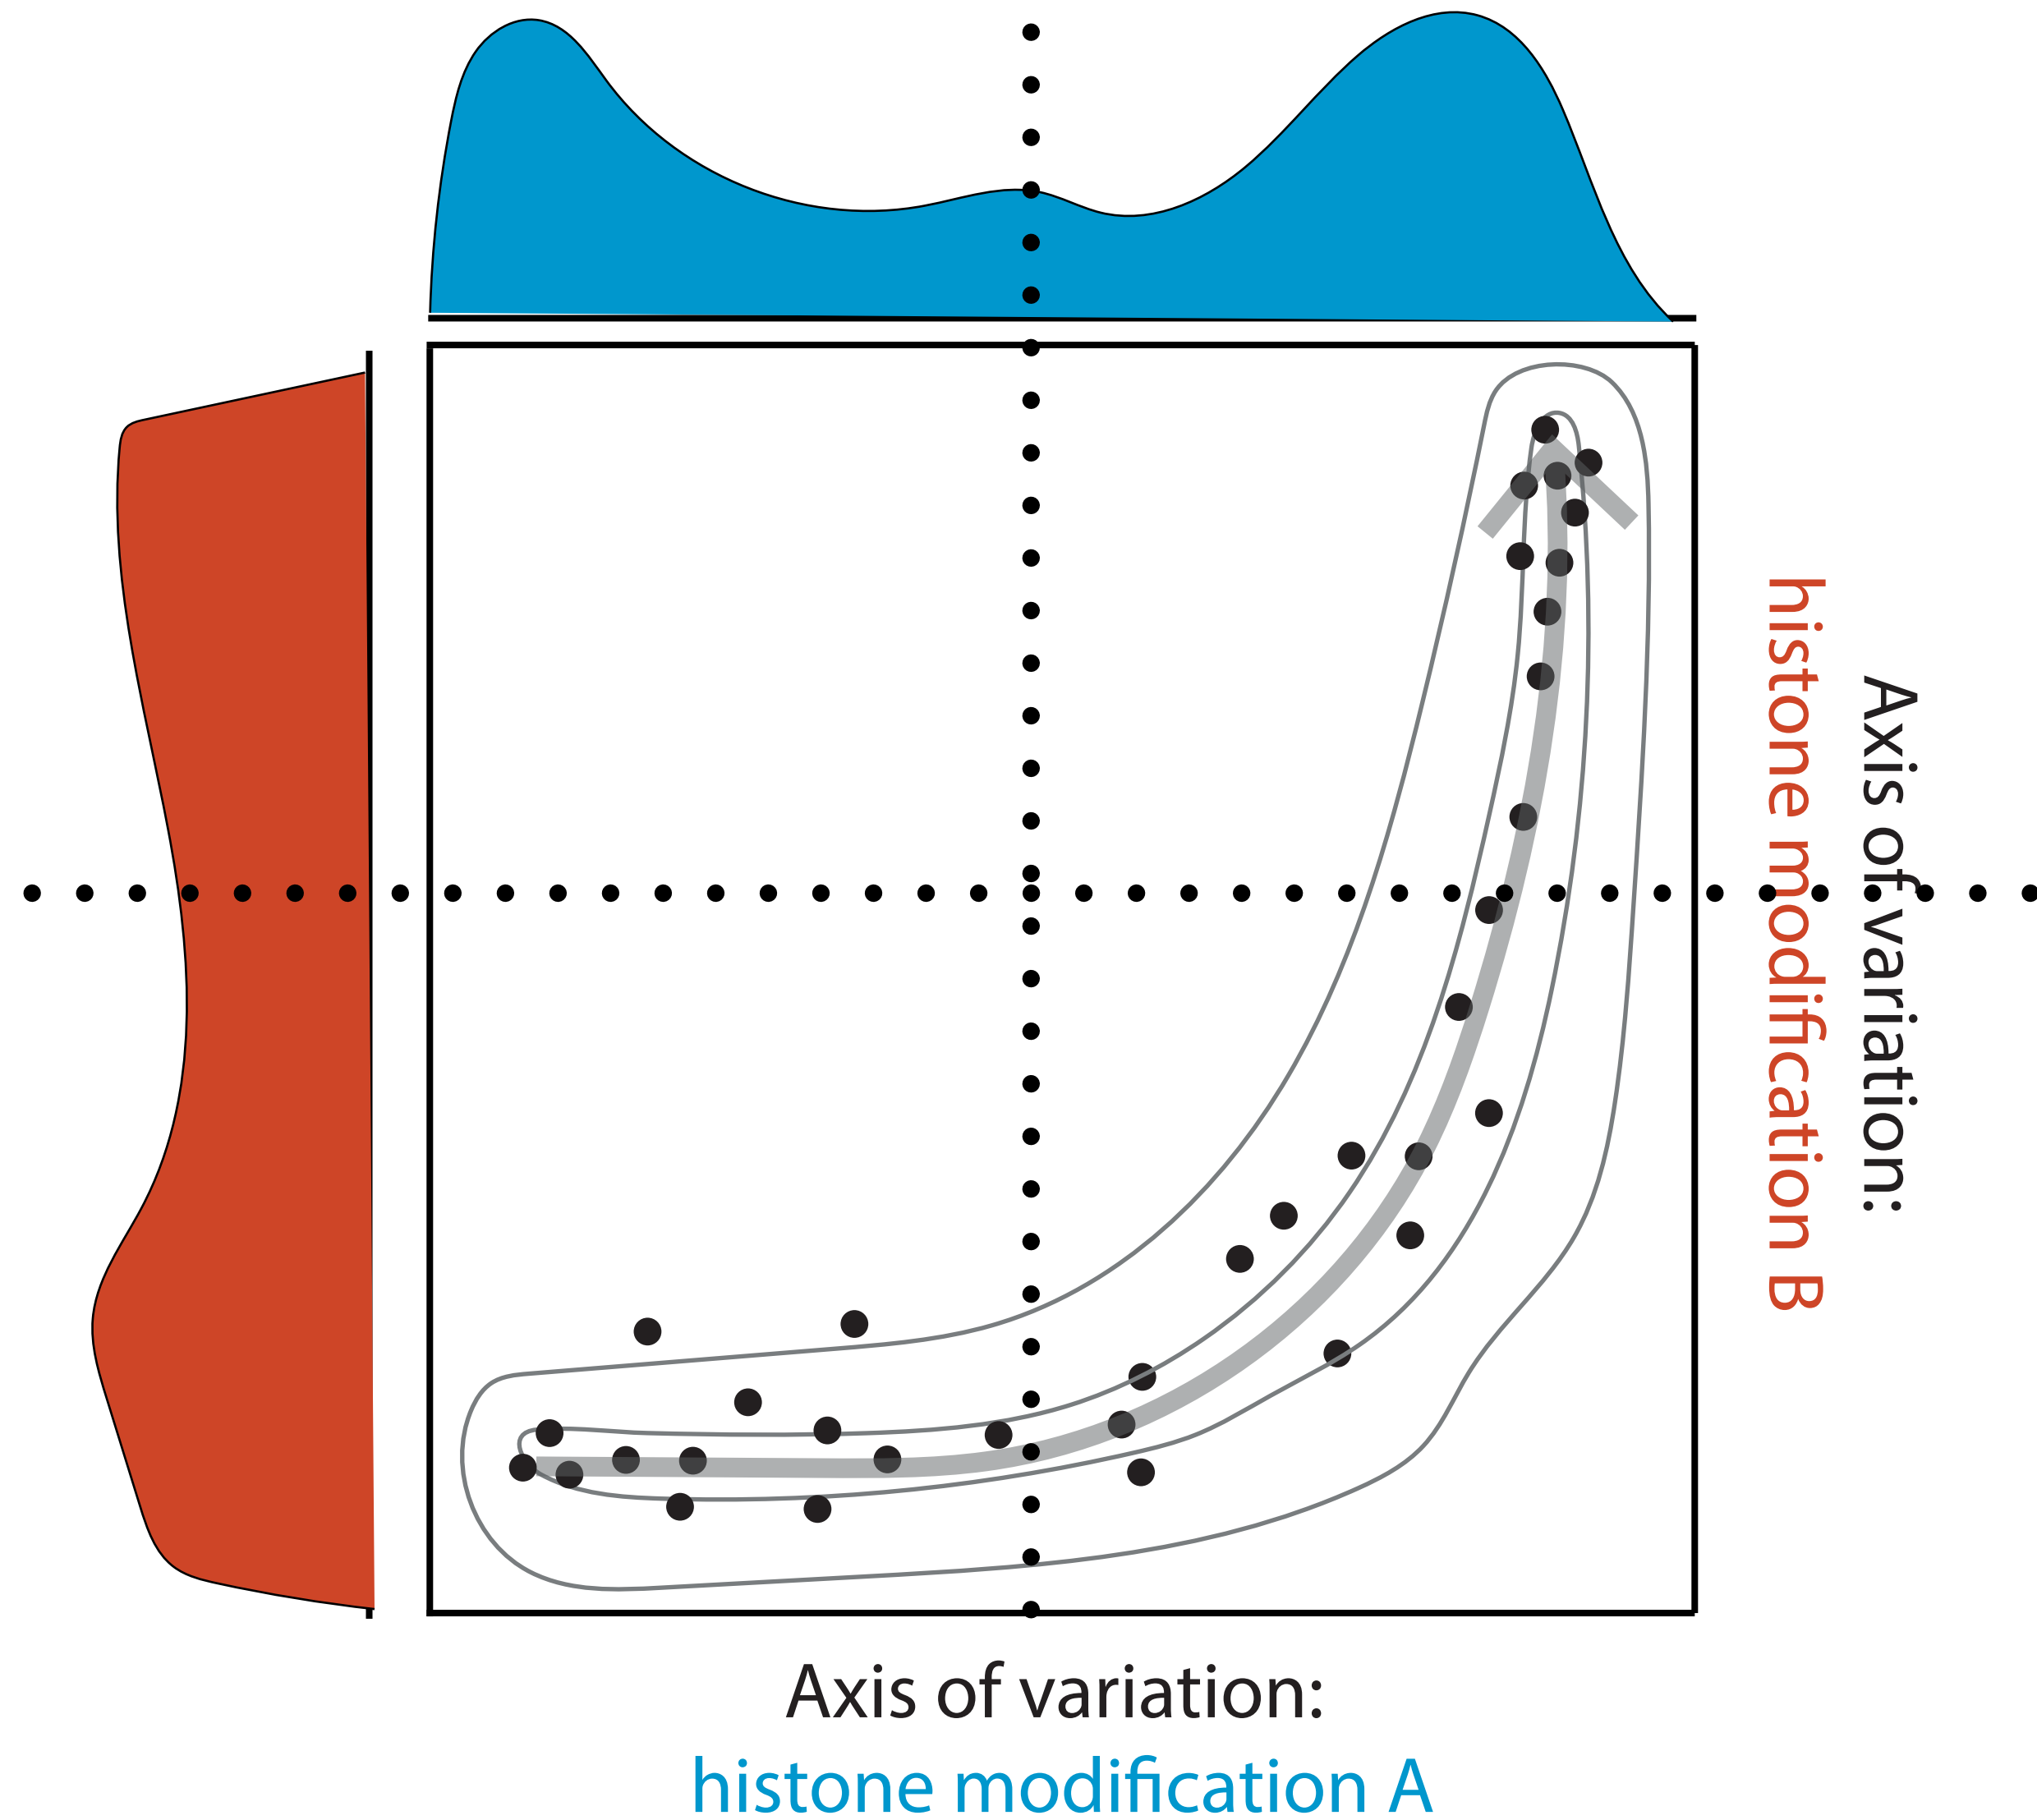 Axis of variation:
histone modification B
Axis of variation:
histone modification A